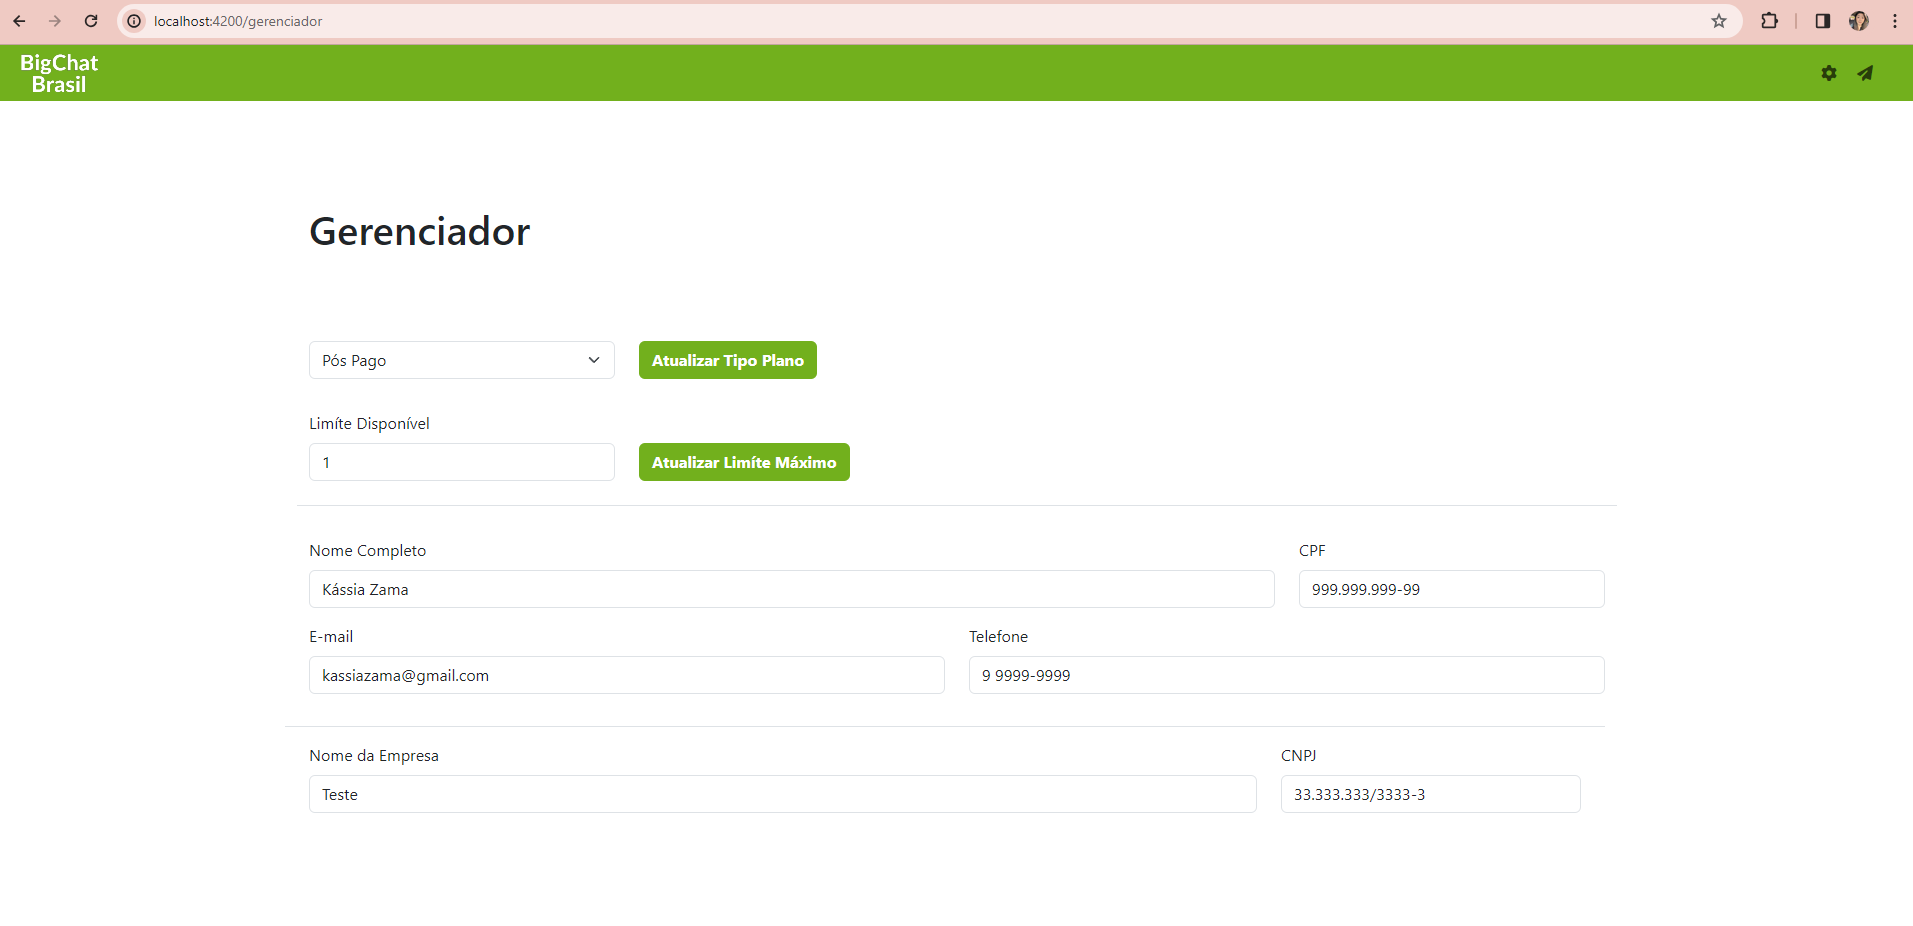 localhost:4200/gerenciador
BigChat
Brasil
Gerenciador
Pós Pago
Atualizar Tipo Plano
Limíte Disponível
1
Atualizar Limíte Máximo
Nome Completo
CPF
Kássia Zama
999.999.999-99
E-mail
Telefone
kassiazama@gmail.com
9 9999-9999
Nome da Empresa
CNPJ
Teste
33.333.333/3333-3